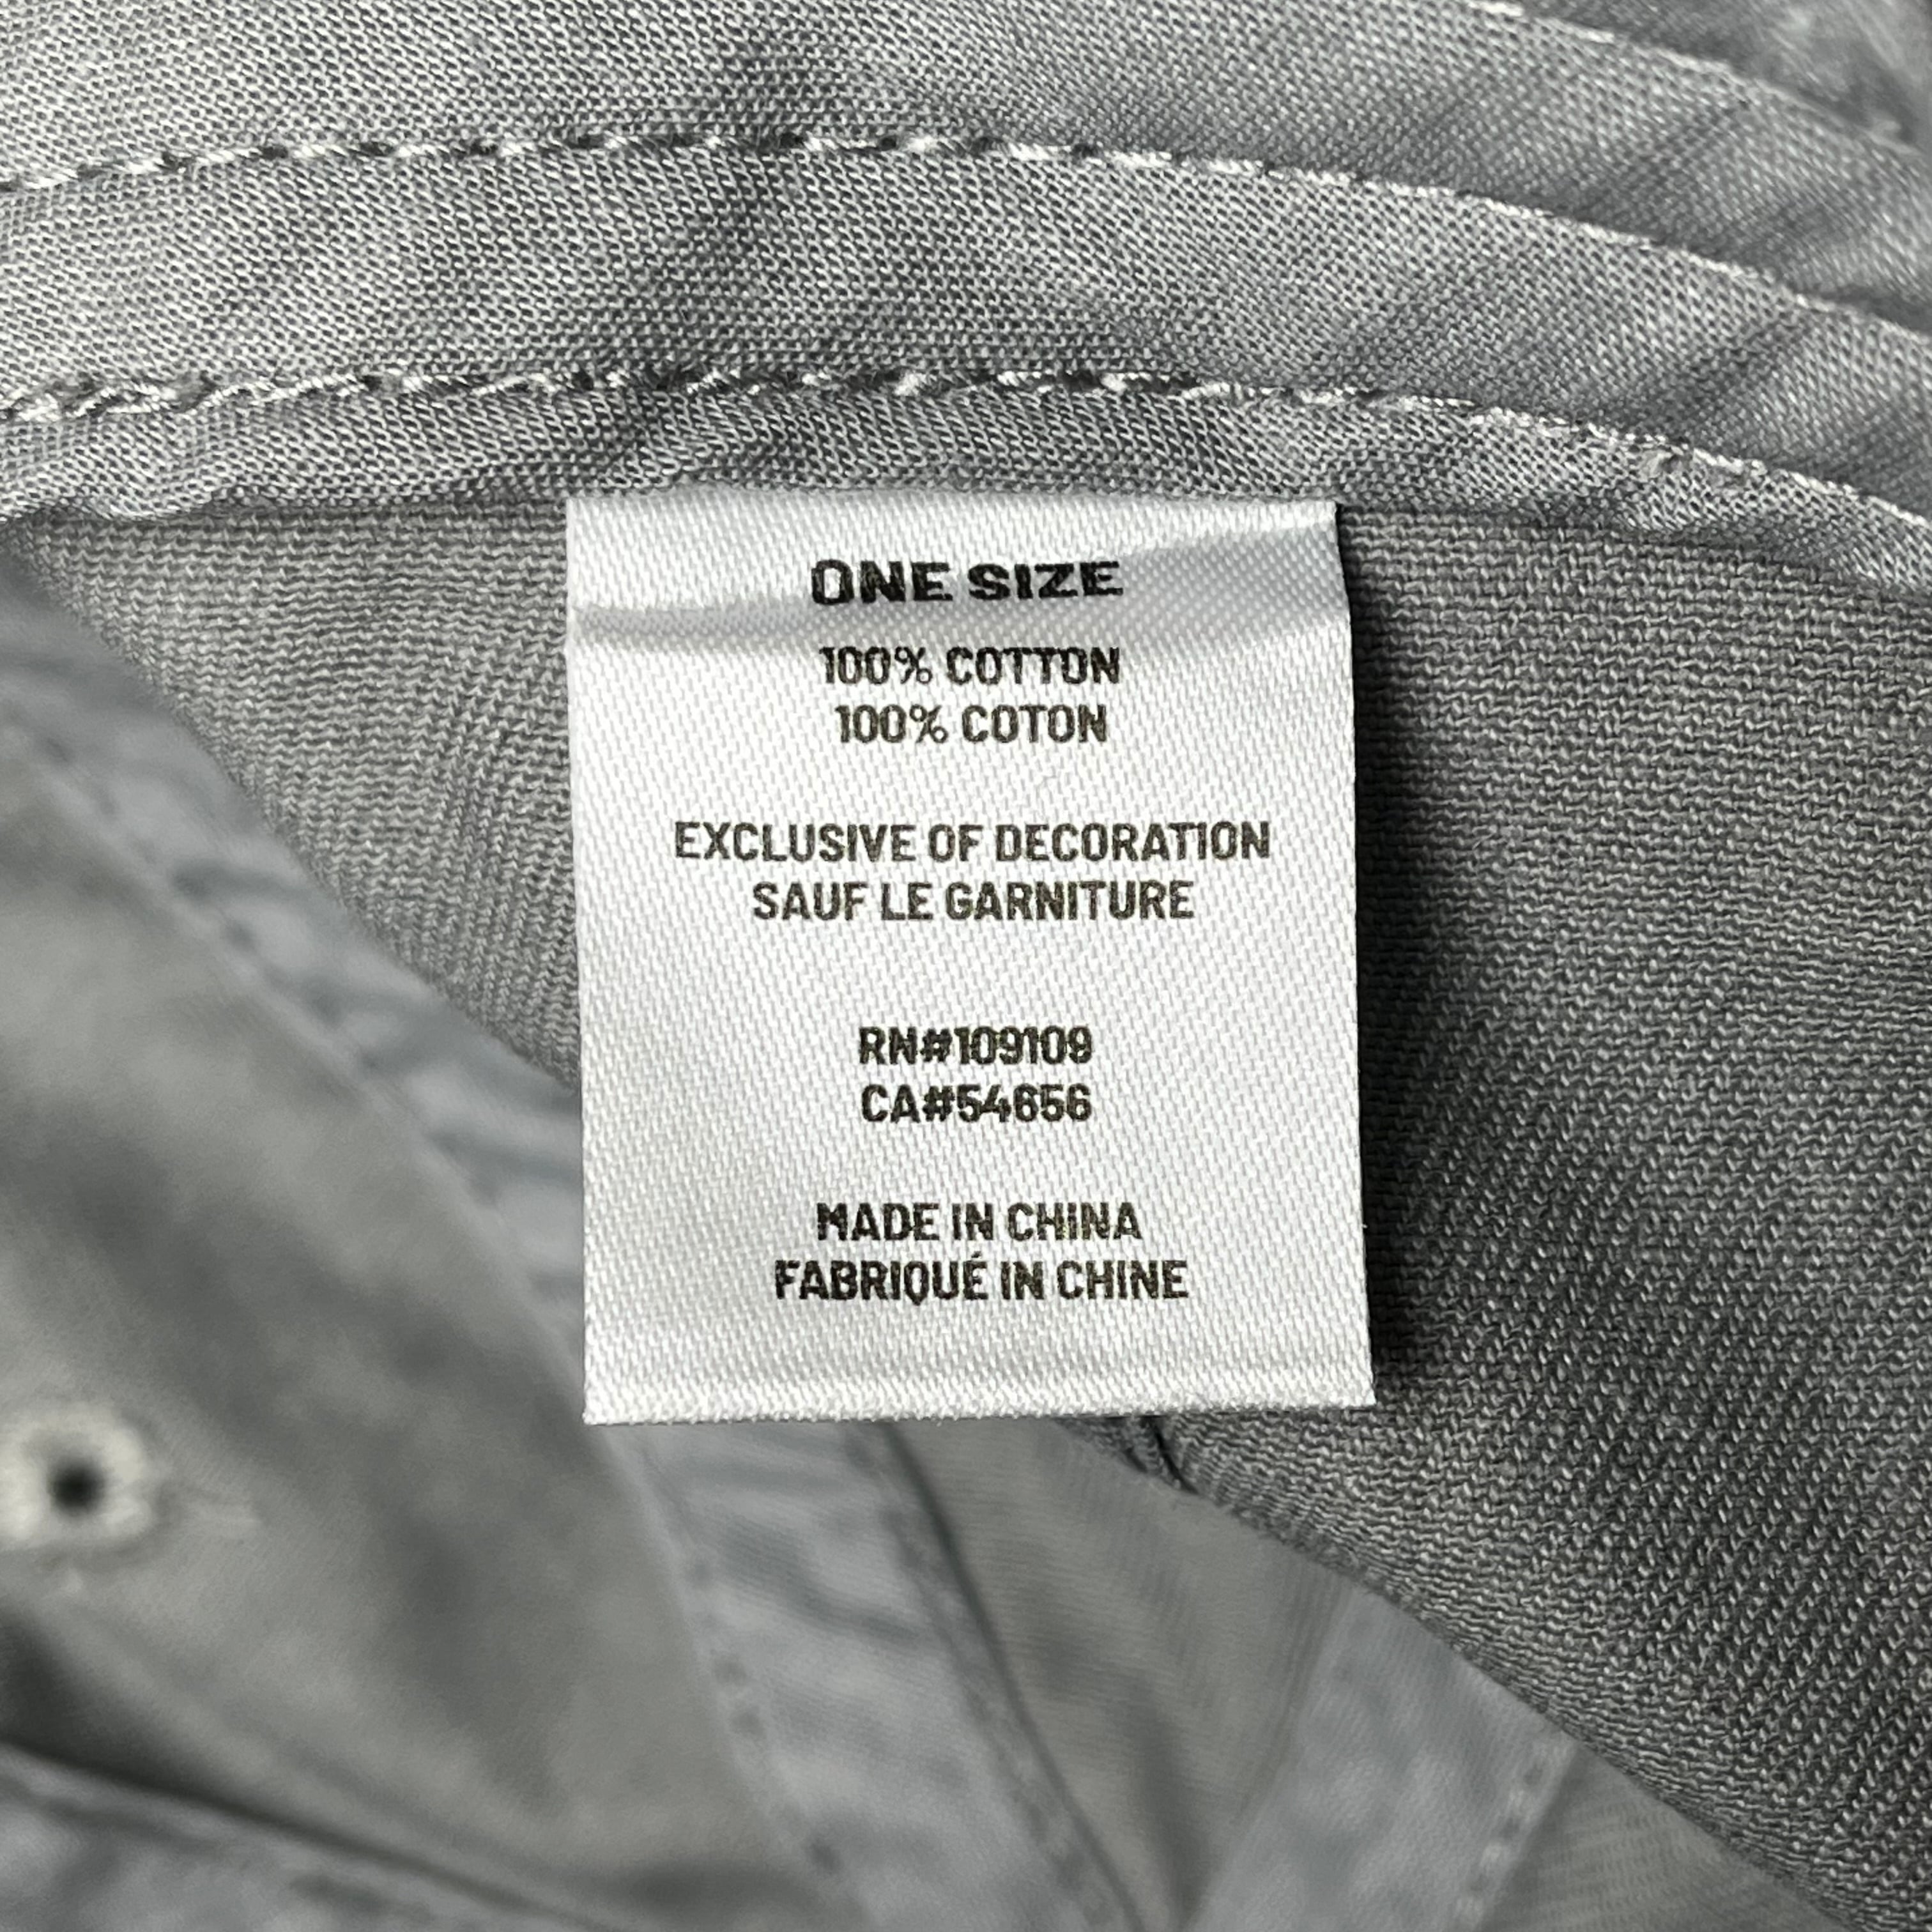 ONE SIZE
100% COTTON
100% COTON
EXCLUSIVE OF DECORATION
SAUF LE GARNITURE
RN#109109
CA#54656
MADE IN CHINA
FABRIQUÉ IN CHINE